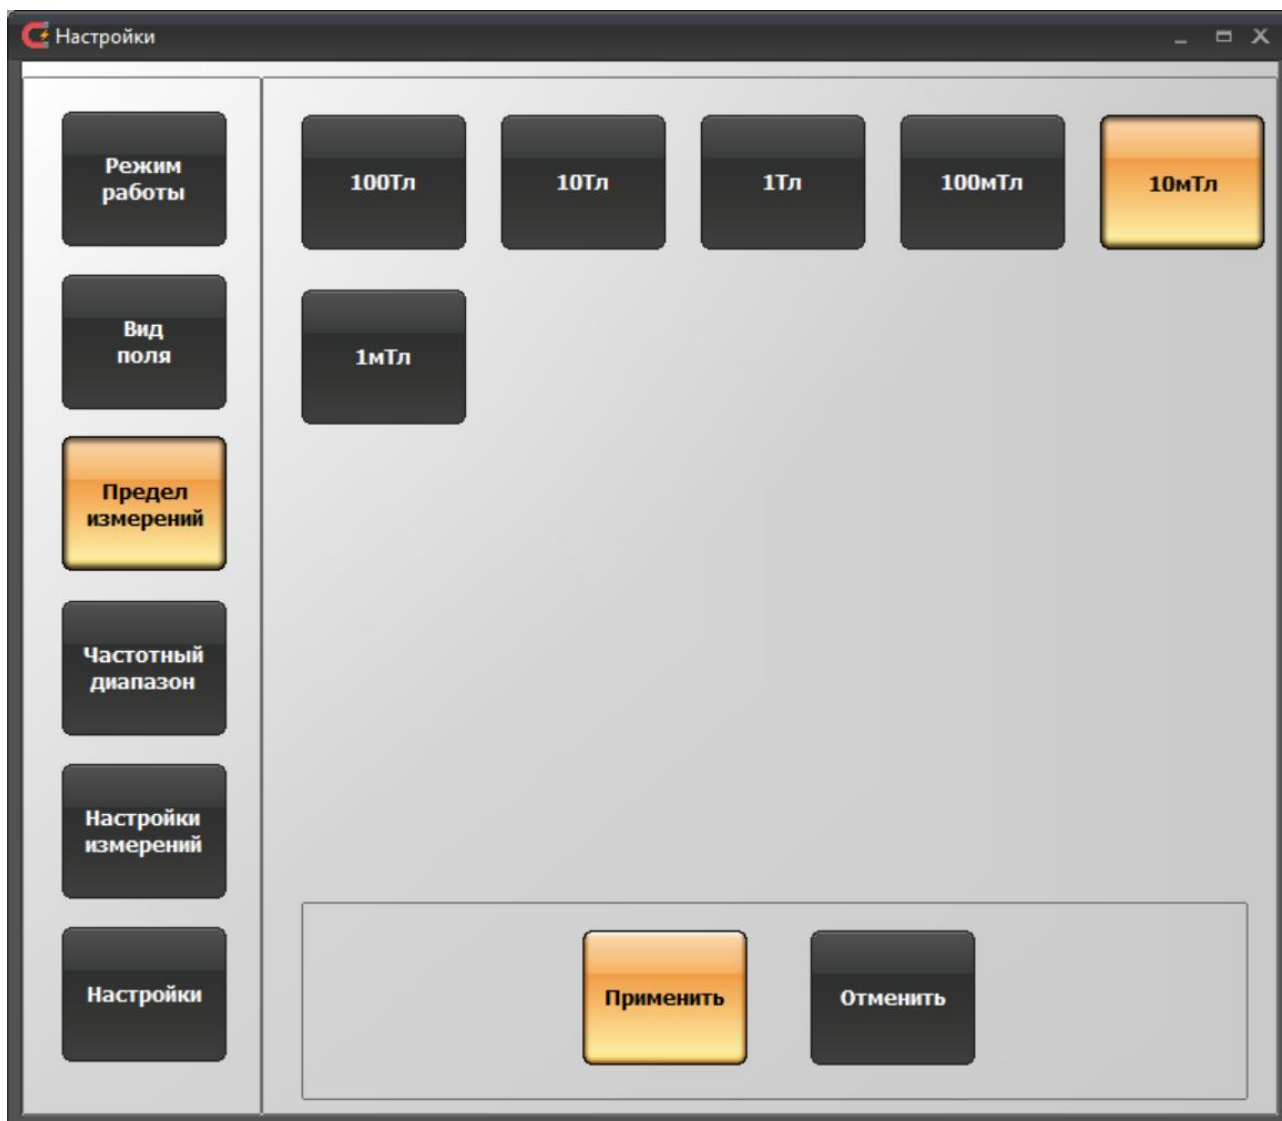 Настройки
Режим
работы
Вид
поля
Предел
измерений
Частотный
диапазон
Настройки
измерений
Настройки
100Тл
10Тл
1Тл
100мТл
10мТл
1мТл
Применить
Отменить